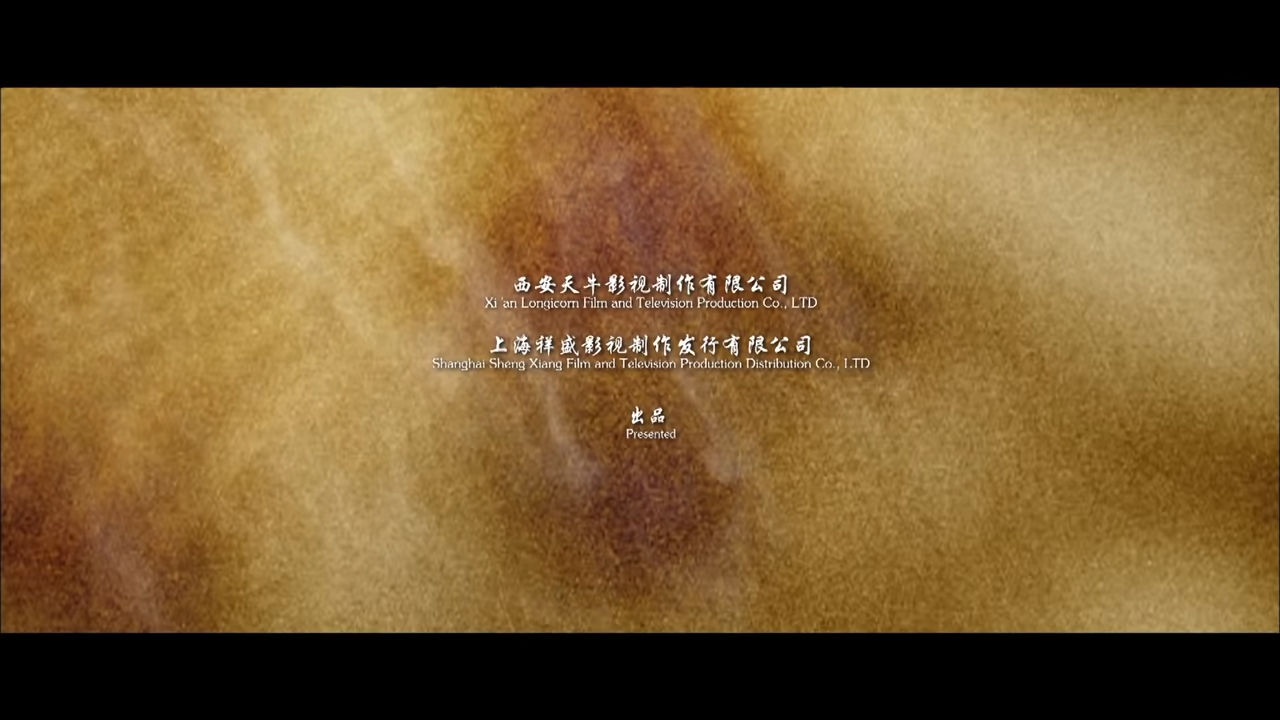 西安天牛影视制作有限公司
Xi 'an Longicorn Film and Television Production Co., LTD
上海祥盛影视制作发行有限公司
Shanghai Sheng Xiang Film and Television Production Distribution Co., LTD
出品
Presented